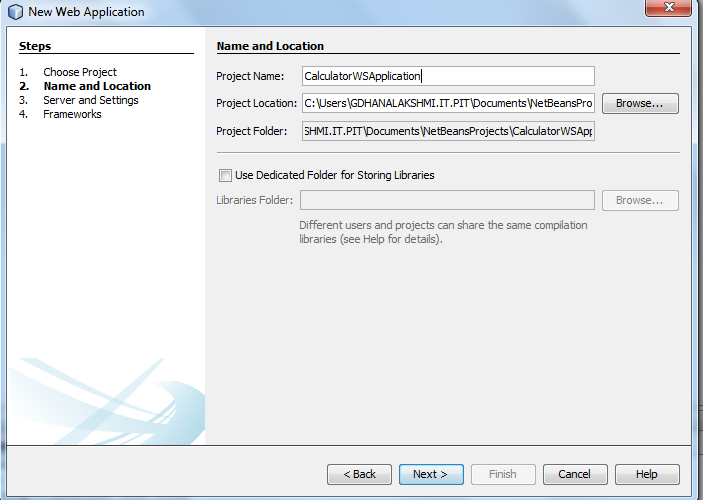 New Web Application
Steps
1. Choose Project
2. Name and Location
3. Server and Settings
4. Frameworks
Name and Location
Project Name: CalculatorWSApplication
Project Location: C:\Users\GDHANALAKSHMI.IT.PIT\Documents\NetBeansPro Browse...
Project Folder: SHMI.IT.PIT\Documents\NetBeansProjects\CalculatorWSApp
Use Dedicated Folder for Storing Libraries
Libraries Folder: Browse...
Different users and projects can share the same compilation
libraries (see Help for details).
< Back Next > Finish Cancel Help